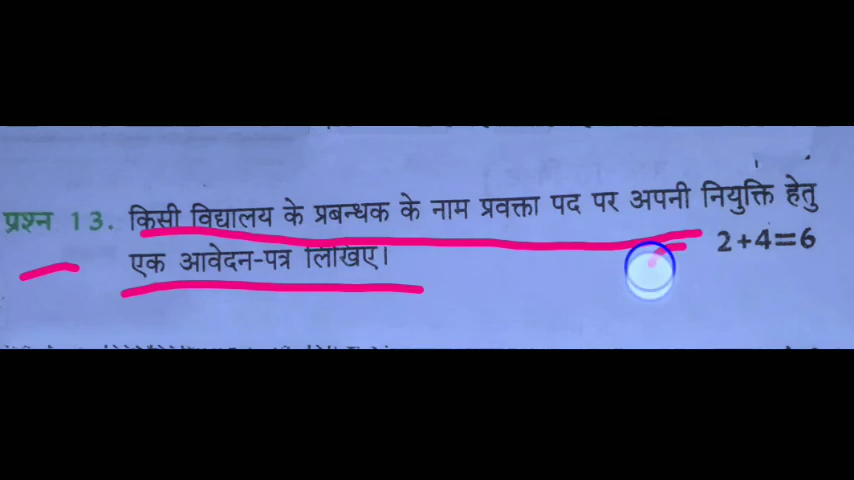 प्रश्न 13. किसी विद्यालय के प्रबन्धक के नाम प्रवक्ता पद पर अपनी नियुक्ति हेतु
एक आवेदन-पत्र लिखिए। 2+4=6